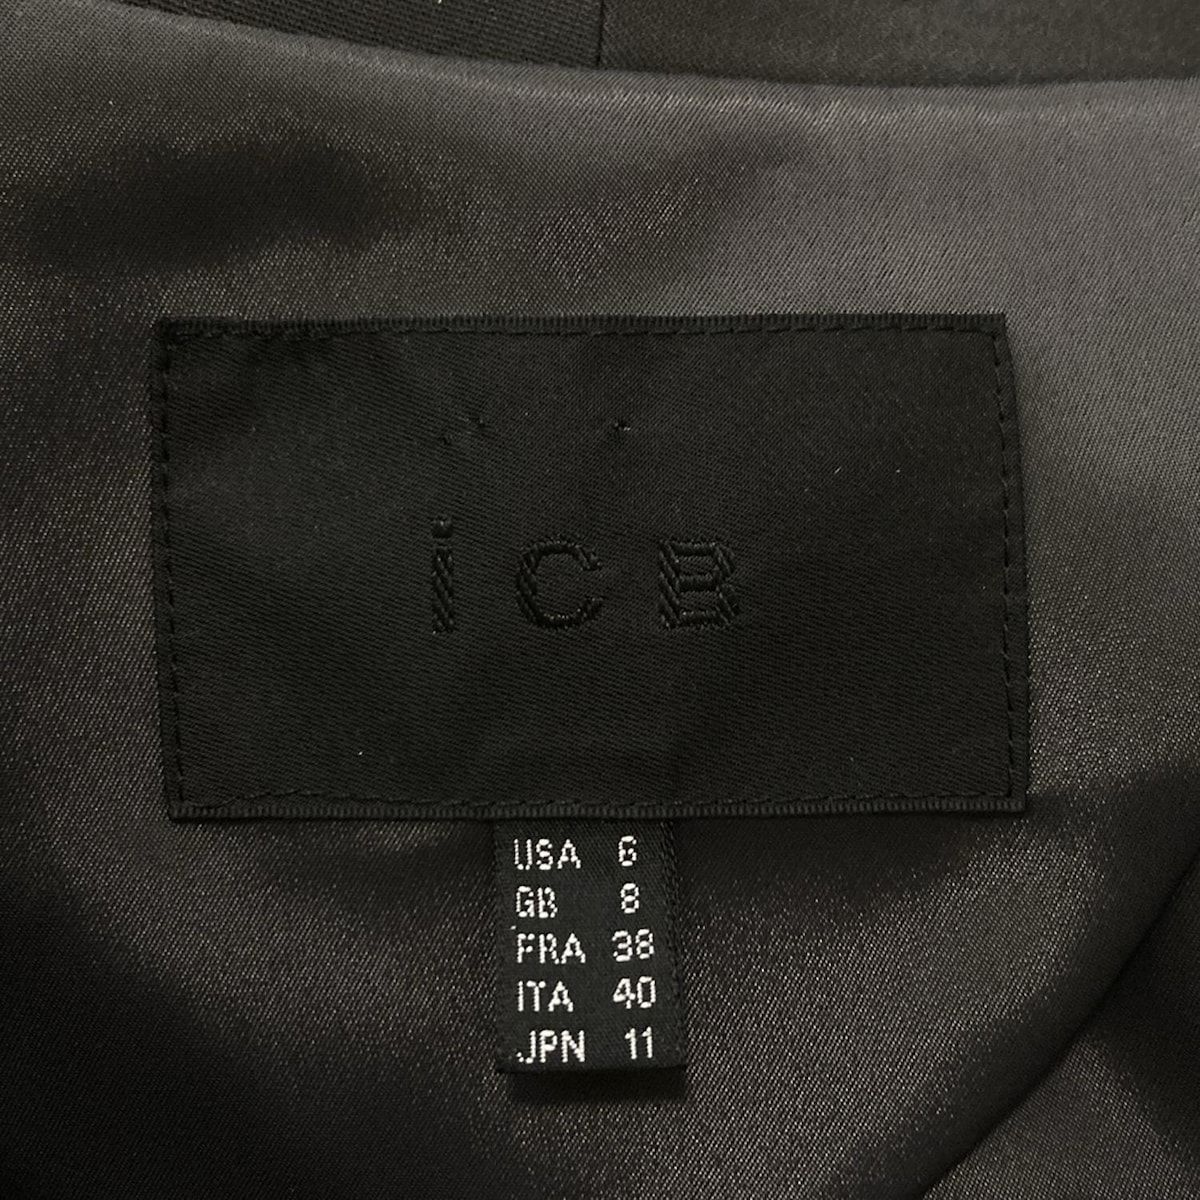 iCB
USA 6
GB 8
FRA 38
ITA 40
JPN 11